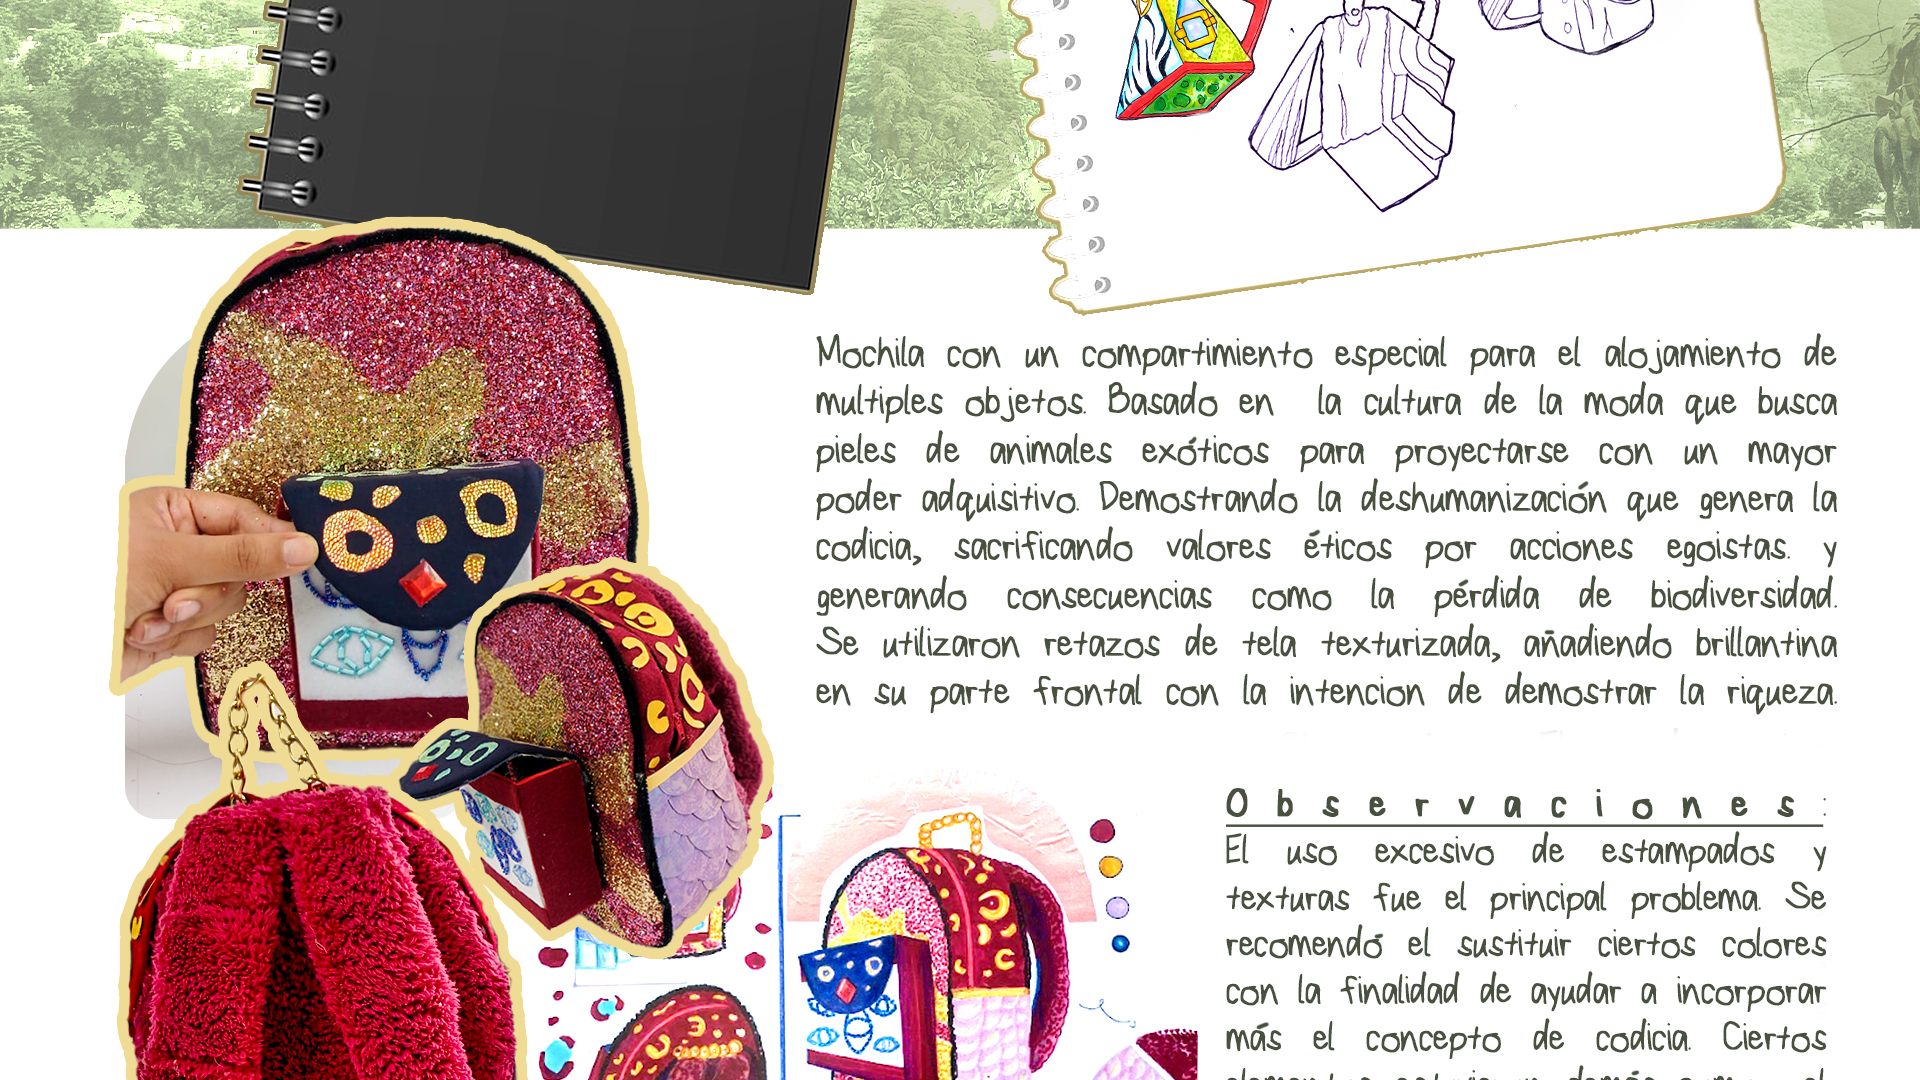 Mochila con un compartimiento especial para el alojamiento de
multiples objetos. Basado en la cultura de la moda que busca
pieles de animales exóticos para proyectarse con un mayor
poder adquisitivo. Demostrando la deshumanización que genera la
codicia, sacrificando valores éticos por acciones egoistas. y
generando consecuencias como la pérdida de biodiversidad.
Se utilizaron retazos de tela texturizada, añadiendo brillantina
en su parte frontal con la intencion de demostrar la riqueza.
Observaciones:
El uso excesivo de estampados y
texturas fue el principal problema. Se
recomendó el sustituir ciertos colores
con la finalidad de ayudar a incorporar
más el concepto de codicia. Ciertos